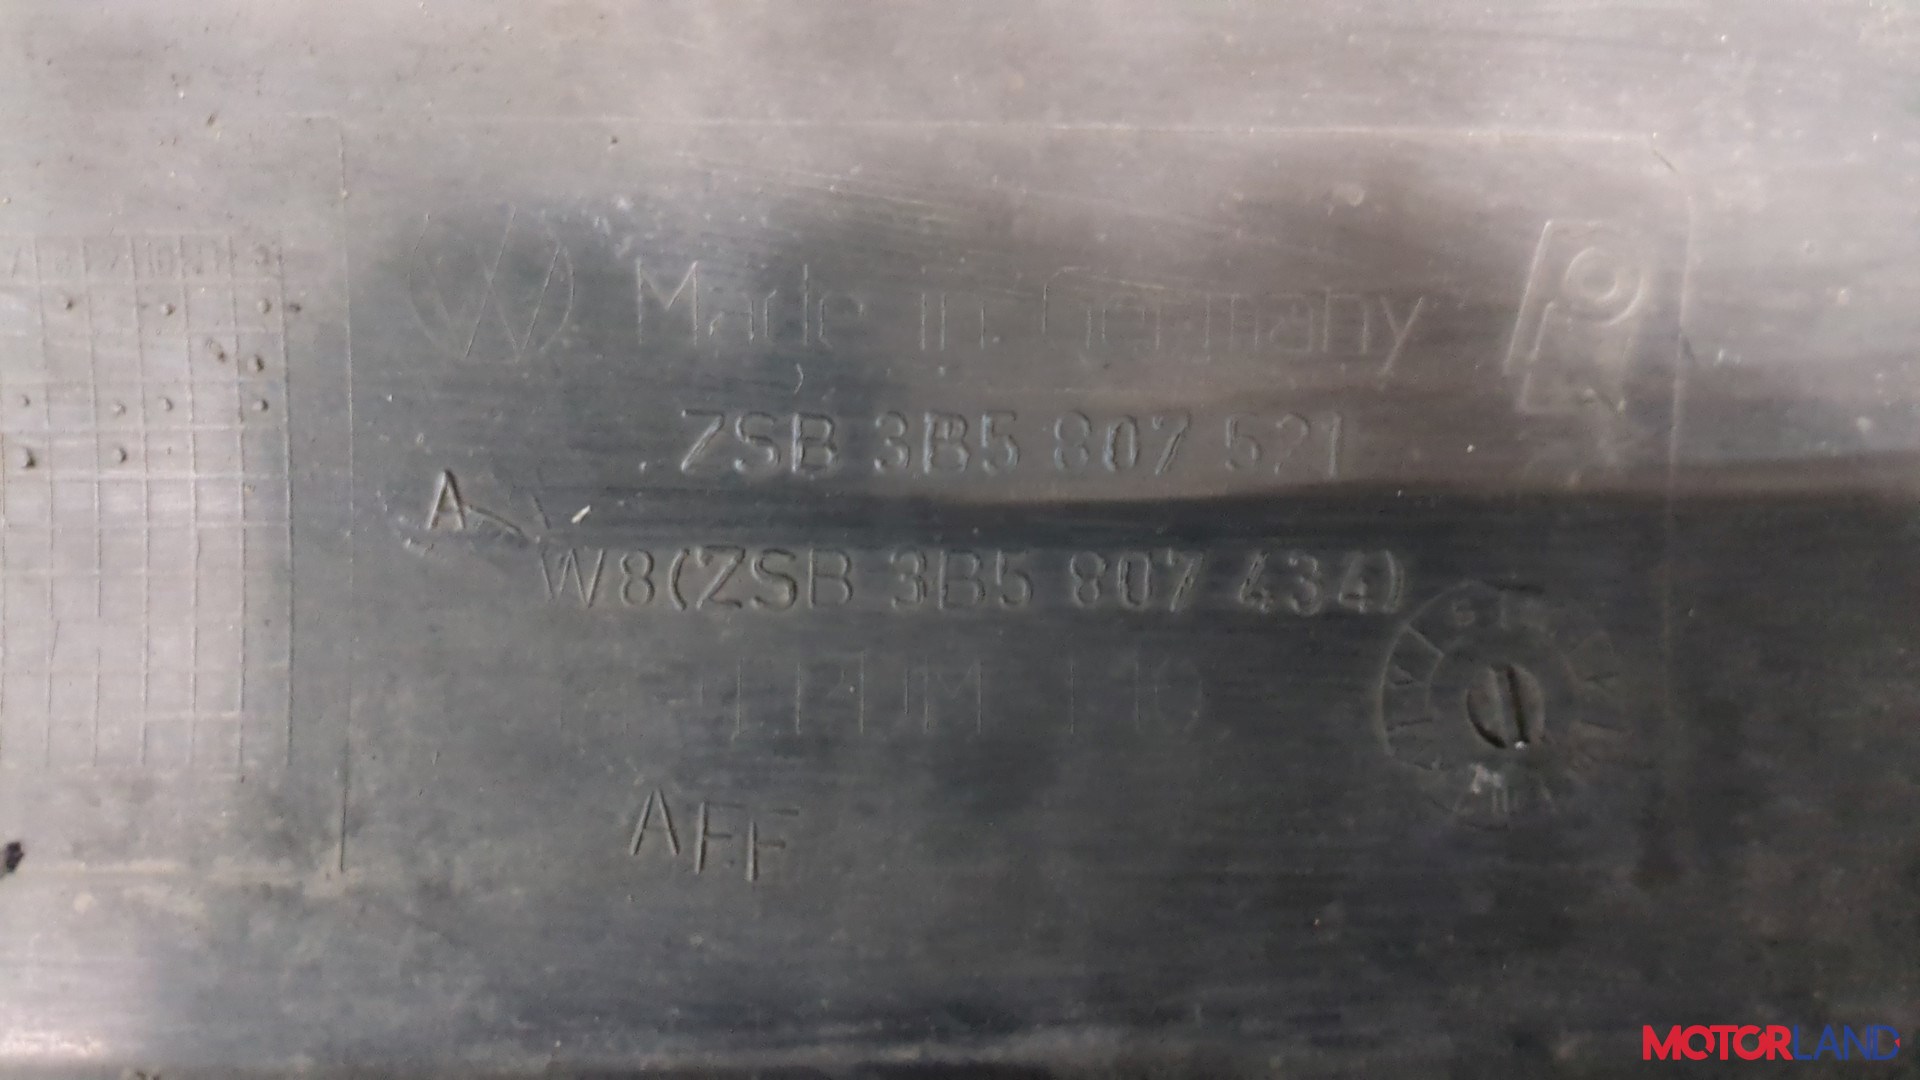 Made in Germany
ZSB 3B5 807 521
A
W8(ZSB 3B5 807 434)
AFF
MOTORLAND